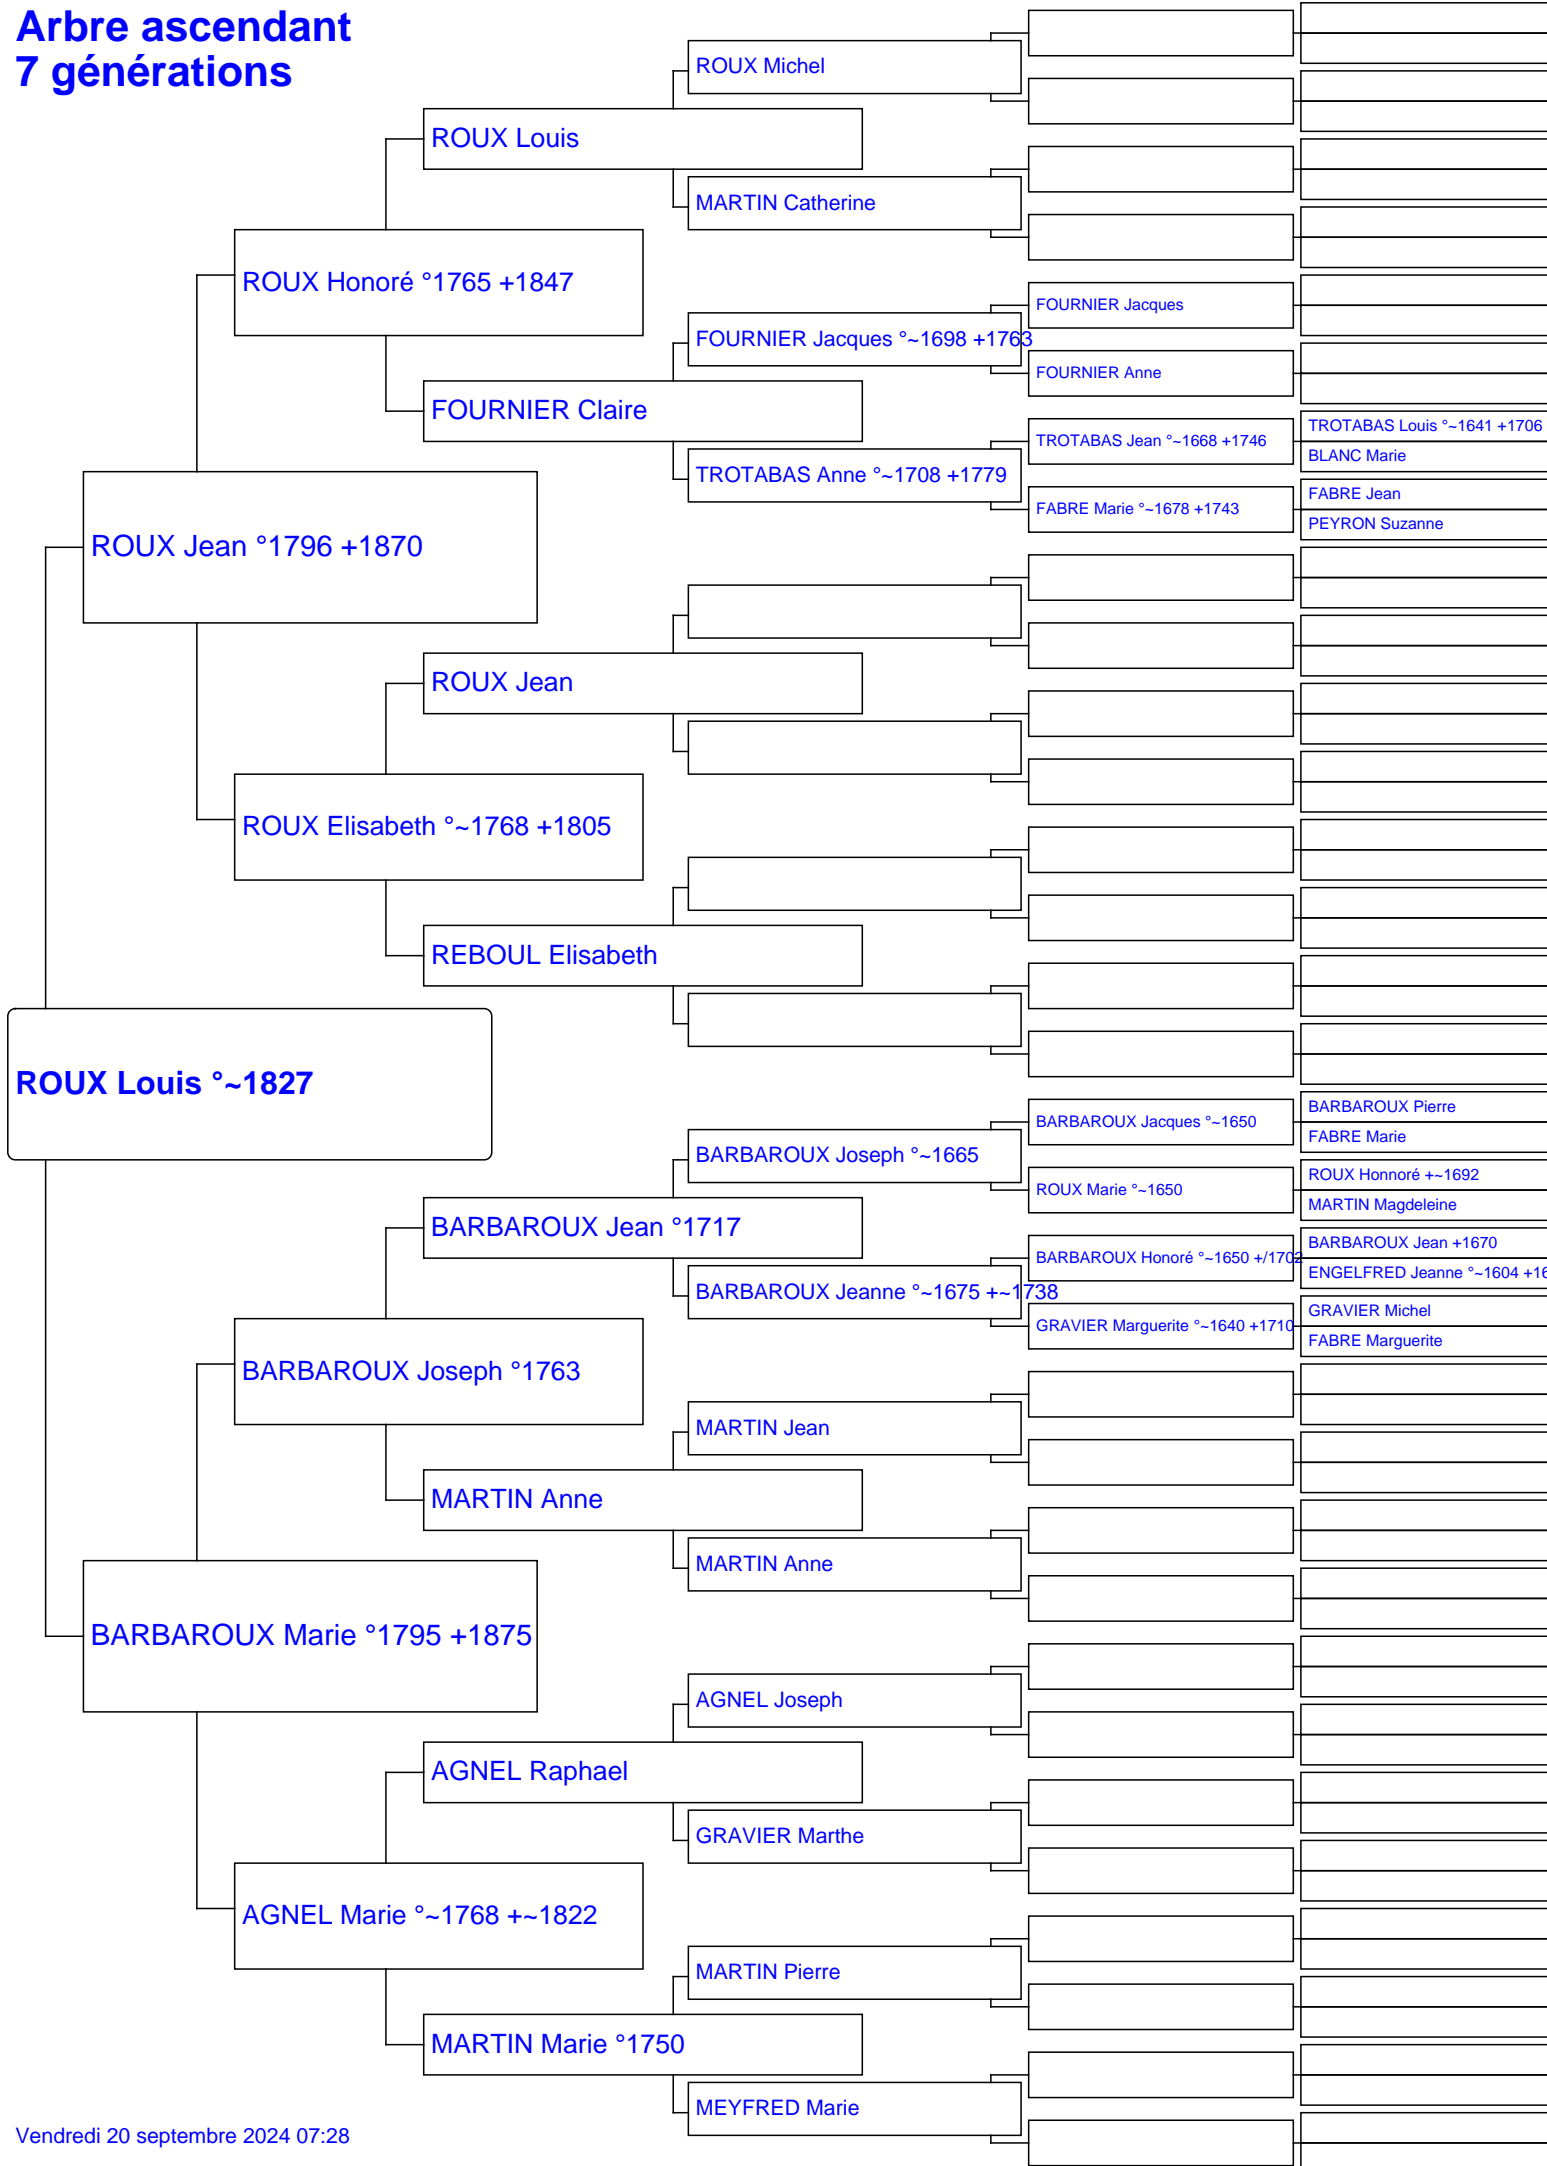 Arbre ascendant
7 générations
ROUX Michel
ROUX Louis
MARTIN Catherine
ROUX Honoré °1765 +1847
FOURNIER Jacques
FOURNIER Jacques °~1698 +1763
FOURNIER Anne
FOURNIER Claire
TROTABAS Louis °~1641 +1706
TROTABAS Jean °~1668 +1746
BLANC Marie
TROTABAS Anne °~1708 +1779
FABRE Jean
FABRE Marie °~1678 +1743
PEYRON Suzanne
ROUX Jean °1796 +1870
ROUX Jean
ROUX Elisabeth °~1768 +1805
REBOUL Elisabeth
ROUX Louis °~1827
BARBAROUX Pierre
BARBAROUX Jacques °~1650
FABRE Marie
BARBAROUX Joseph °~1665
ROUX Honnoré +~1692
ROUX Marie °~1650
MARTIN Magdeleine
BARBAROUX Jean °1717
BARBAROUX Jean +1670
BARBAROUX Honoré °~1650 +/1702
ENGELFRED Jeanne °~1604 +16
BARBAROUX Jeanne °~1675 +~1738
GRAVIER Michel
GRAVIER Marguerite °~1640 +1710
FABRE Marguerite
BARBAROUX Joseph °1763
MARTIN Jean
MARTIN Anne
MARTIN Anne
BARBAROUX Marie °1795 +1875
AGNEL Joseph
AGNEL Raphael
GRAVIER Marthe
AGNEL Marie °~1768 +~1822
MARTIN Pierre
MARTIN Marie °1750
MEYFRED Marie
Vendredi 20 septembre 2024 07:28